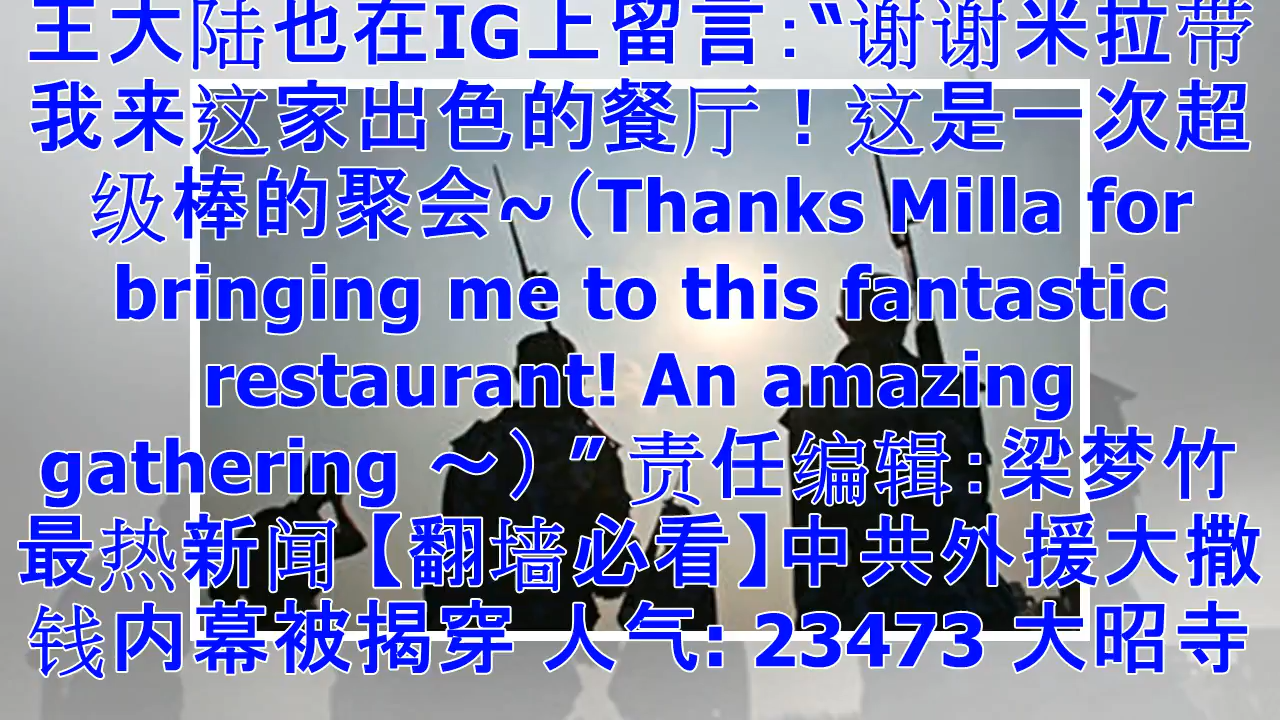 王大陆也在IG上留言:“谢谢米拉带
我来这家出色的餐厅！这是一次超
级棒的聚会~（Thanks Milla for
bringing me to this fantastic
restaurant! An amazing
gathering ～）” 责任编辑:梁梦竹
最热新闻【翻墙必看】中共外援大撒
钱内幕被揭穿 人气: 23473 大昭寺